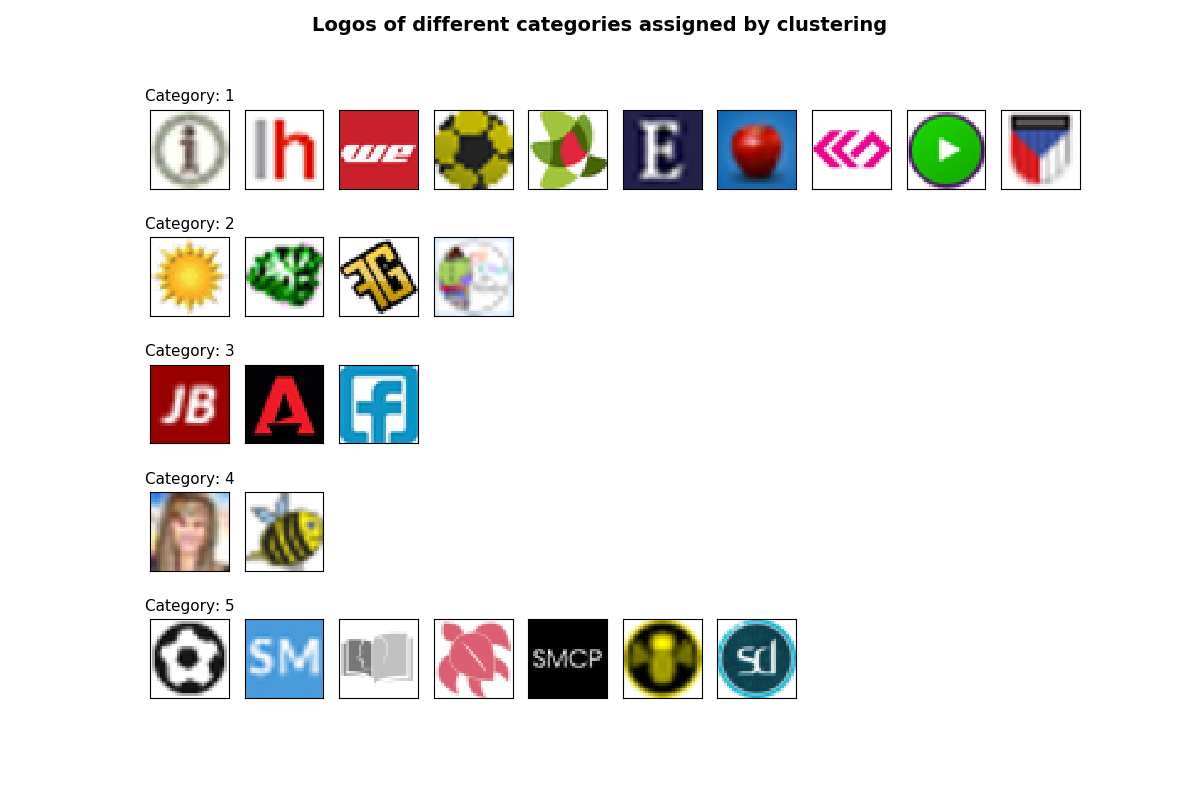 Logos of different categories assigned by clustering
Category: 1
i lh we E
Category: 2
FG
Category: 3
JB A f
Category: 4
Category: 5
SM SMCP sd